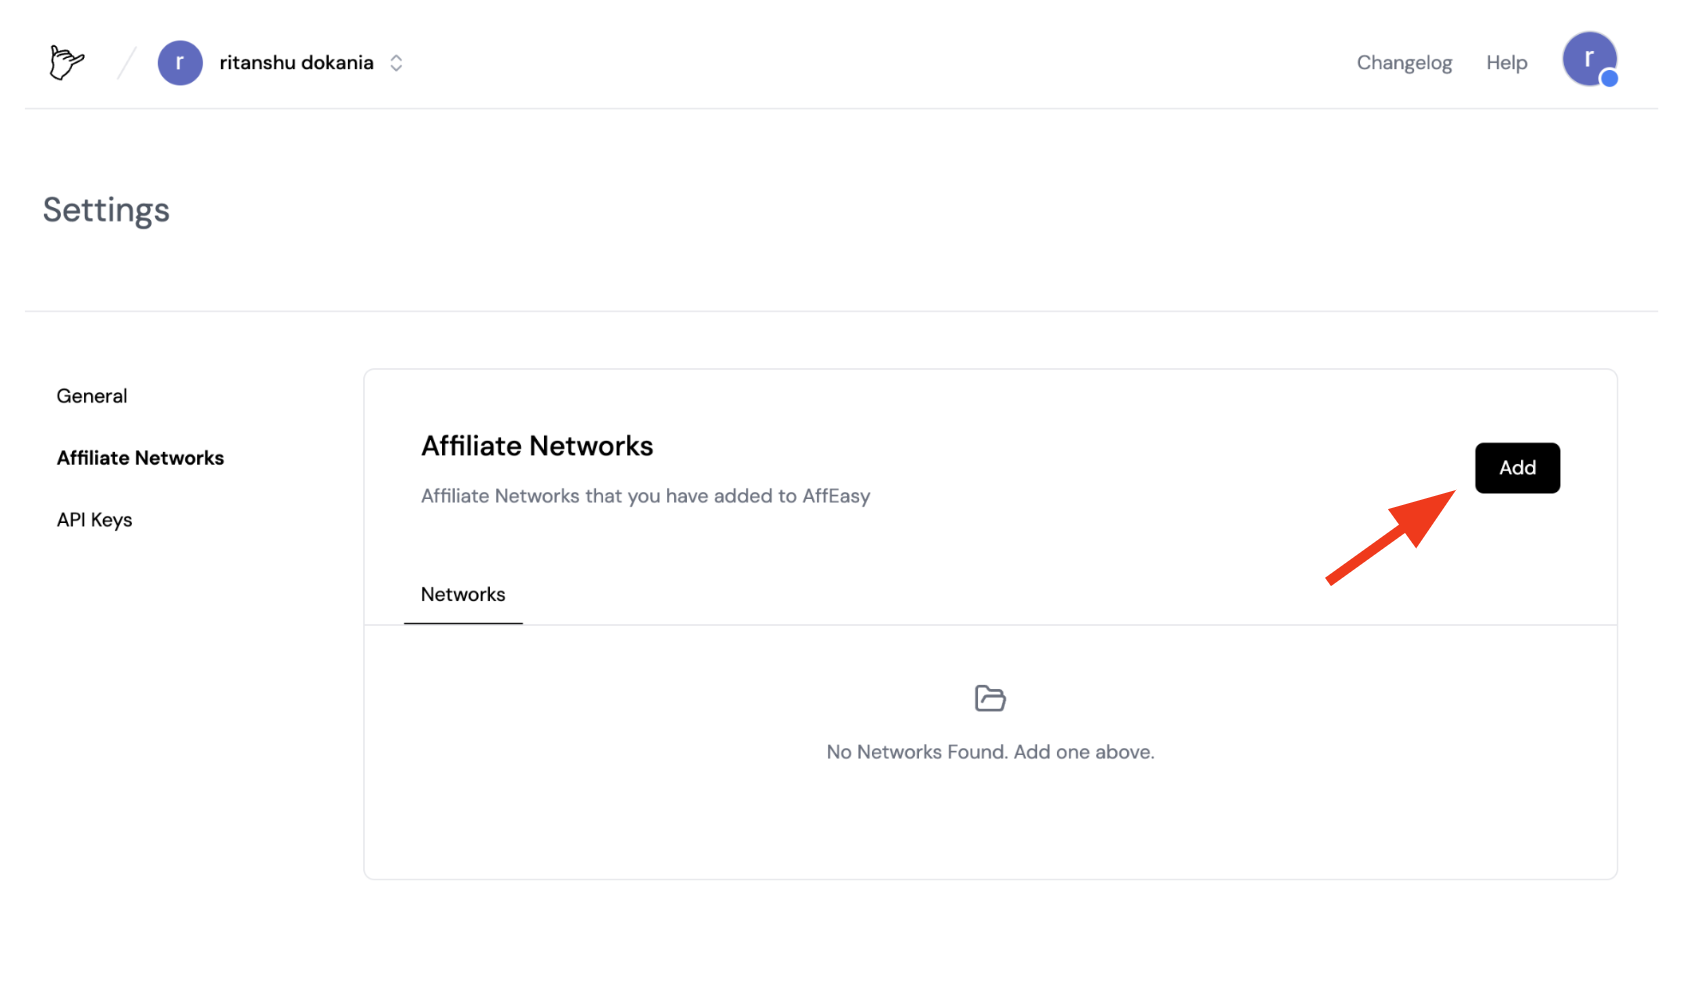 r ritanshu dokania Changelog Help r
Settings
General
Affiliate Networks
API Keys
Affiliate Networks
Affiliate Networks that you have added to AffEasy
Add
Networks
No Networks Found. Add one above.